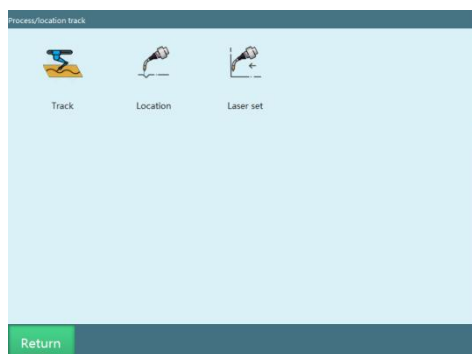 Process/location track
Track
Location
Laser set
Return